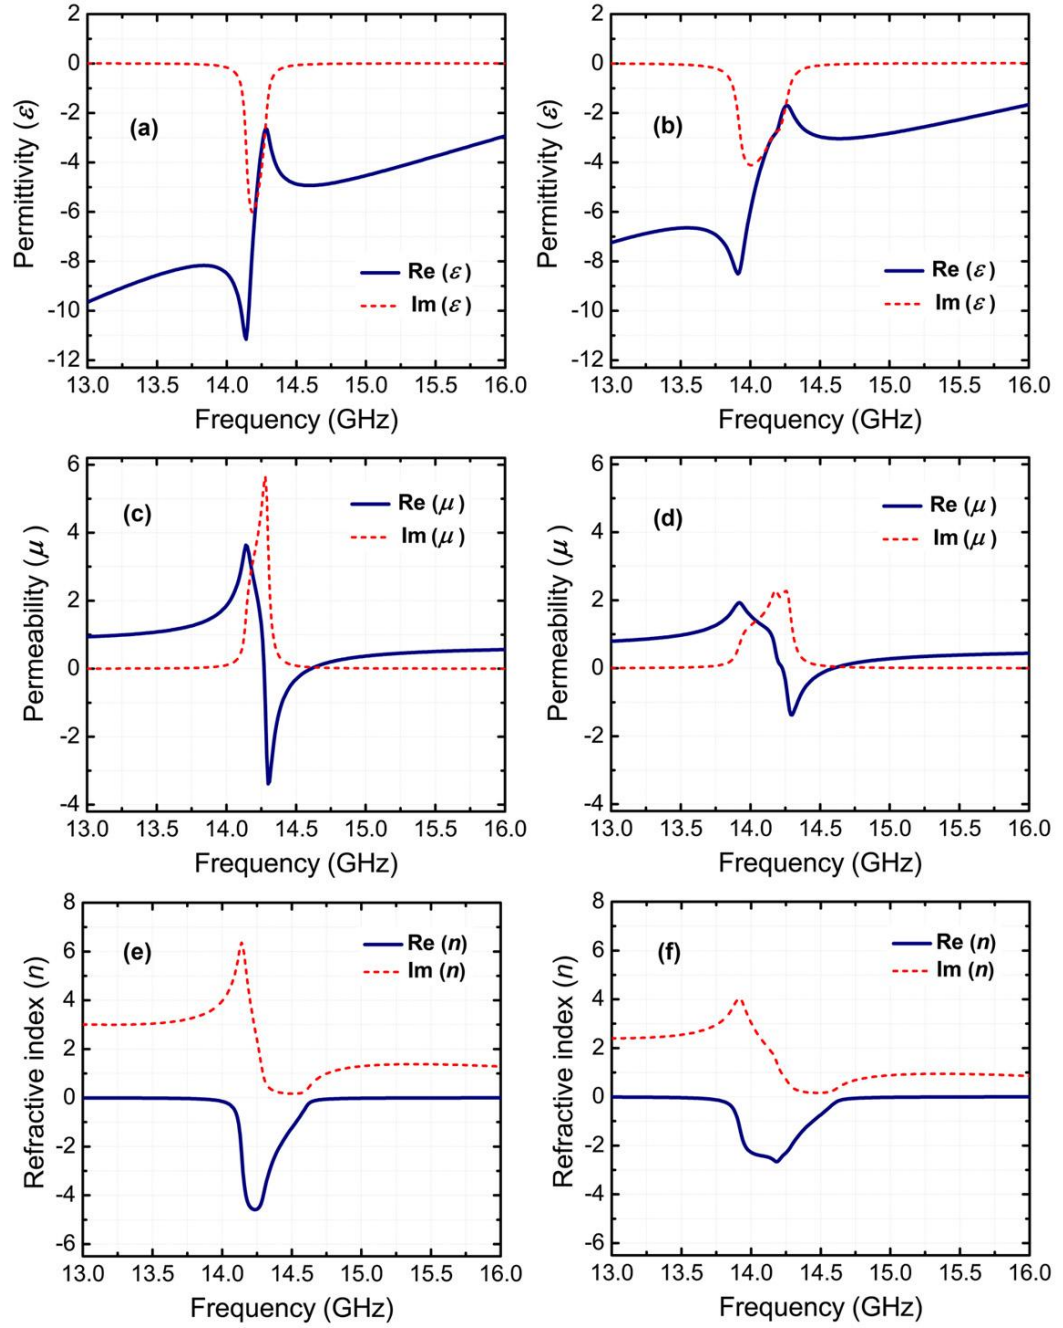 2
0
-2
-4
-6
-8
-10
-12
Permittivity (ε)
(a)
Re (ε)
Im (ε)
13.0 13.5 14.0 14.5 15.0 15.5 16.0
Frequency (GHz)
2
0
-2
-4
-6
-8
-10
-12
Permittivity (ε)
(b)
Re (ε)
Im (ε)
13.0 13.5 14.0 14.5 15.0 15.5 16.0
Frequency (GHz)
6
4
2
0
-2
-4
Permeability (μ)
(c)
Re (μ)
Im (μ)
13.0 13.5 14.0 14.5 15.0 15.5 16.0
Frequency (GHz)
6
4
2
0
-2
-4
Permeability (μ)
(d)
Re (μ)
Im (μ)
13.0 13.5 14.0 14.5 15.0 15.5 16.0
Frequency (GHz)
8
6
4
2
0
-2
-4
-6
Refractive index (n)
(e)
Re (n)
Im (n)
13.0 13.5 14.0 14.5 15.0 15.5 16.0
Frequency (GHz)
8
6
4
2
0
-2
-4
-6
Refractive index (n)
(f)
Re (n)
Im (n)
13.0 13.5 14.0 14.5 15.0 15.5 16.0
Frequency (GHz)